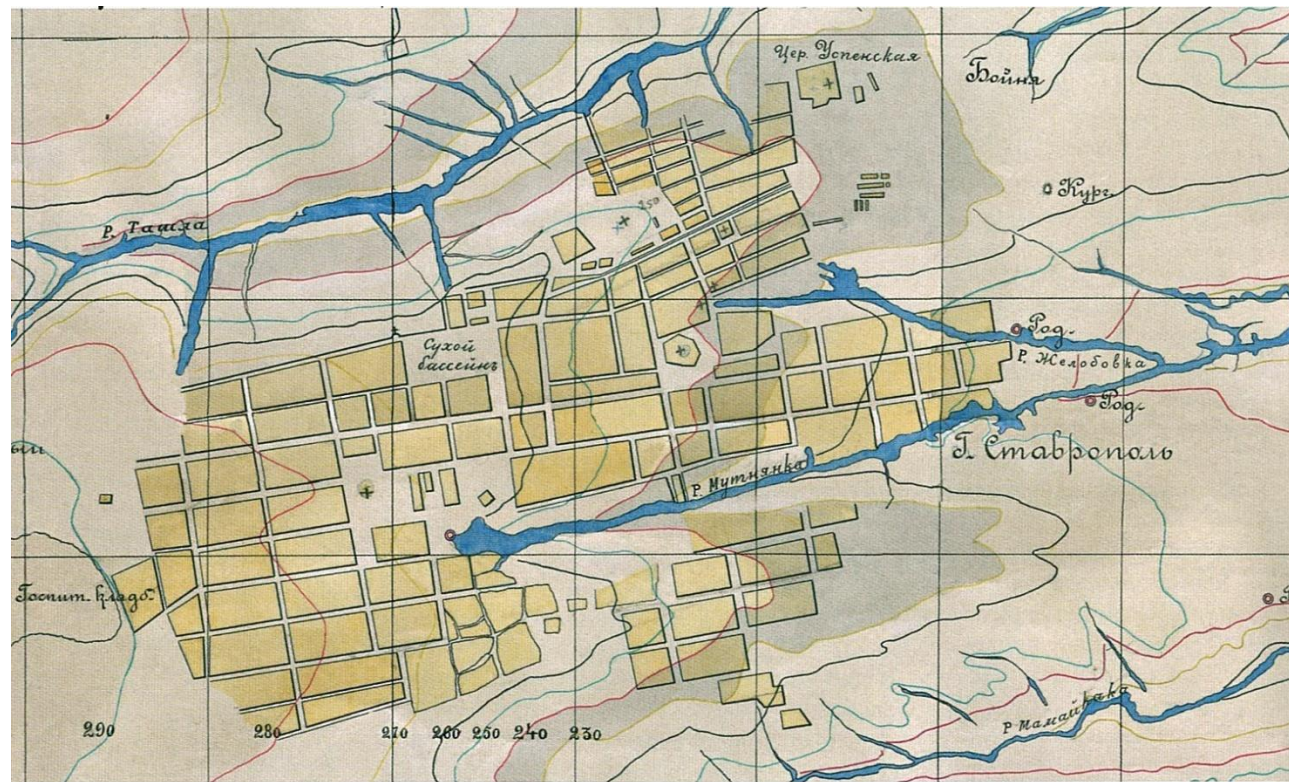 Цер. Успенская
Бойня
Кург.
250
Р. Ташла
Сухой
бассейнъ
Род.
Р. Желобовка
Род.
Г. Ставрополь
Р. Мутнянка
Госпит. кладб.
Р. Мамайка
290
280
270
260
250
240
230